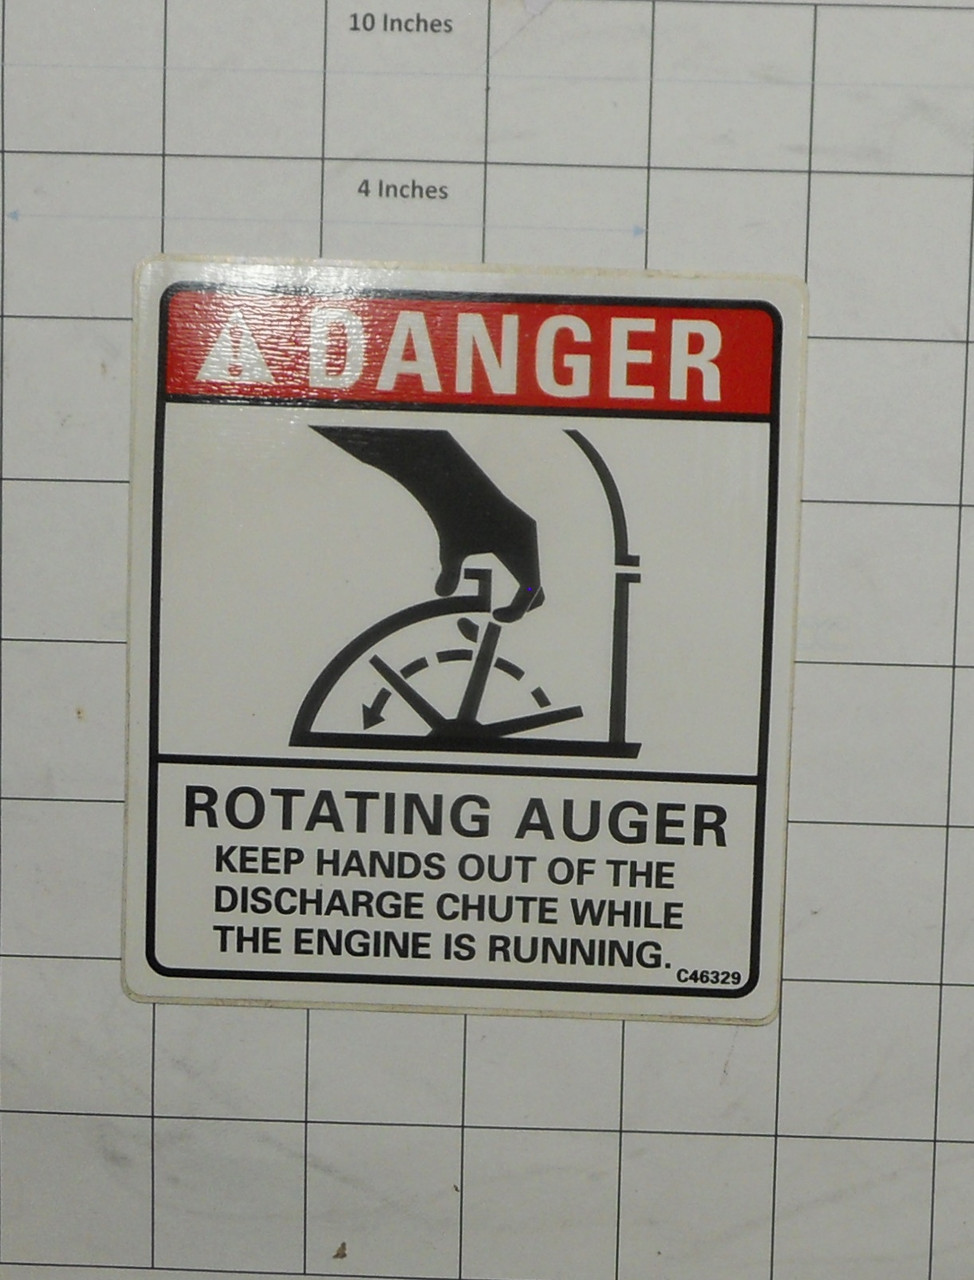 10 Inches
4 Inches
DANGER
ROTATING AUGER
KEEP HANDS OUT OF THE
DISCHARGE CHUTE WHILE
THE ENGINE IS RUNNING.
C46329